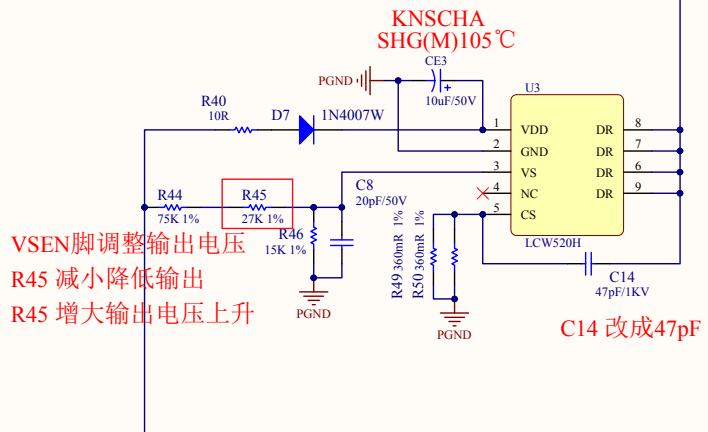 KNSCHA
SHG(M)105℃
CE3
PGND
10uF/50V
U3
R40
10R
D7
1N4007W
1
VDD
DR
8
2
GND
DR
7
3
VS
DR
6
4
NC
DR
9
5
CS
LCW520H
R44
75K 1%
R45
27K 1%
R46
15K 1%
C8
20pF/50V
PGND
R49 360mR 1%
R50 360mR 1%
PGND
C14
47pF/1KV
VSEN脚调整输出电压
R45 减小降低输出
R45 增大输出电压上升
C14 改成47pF